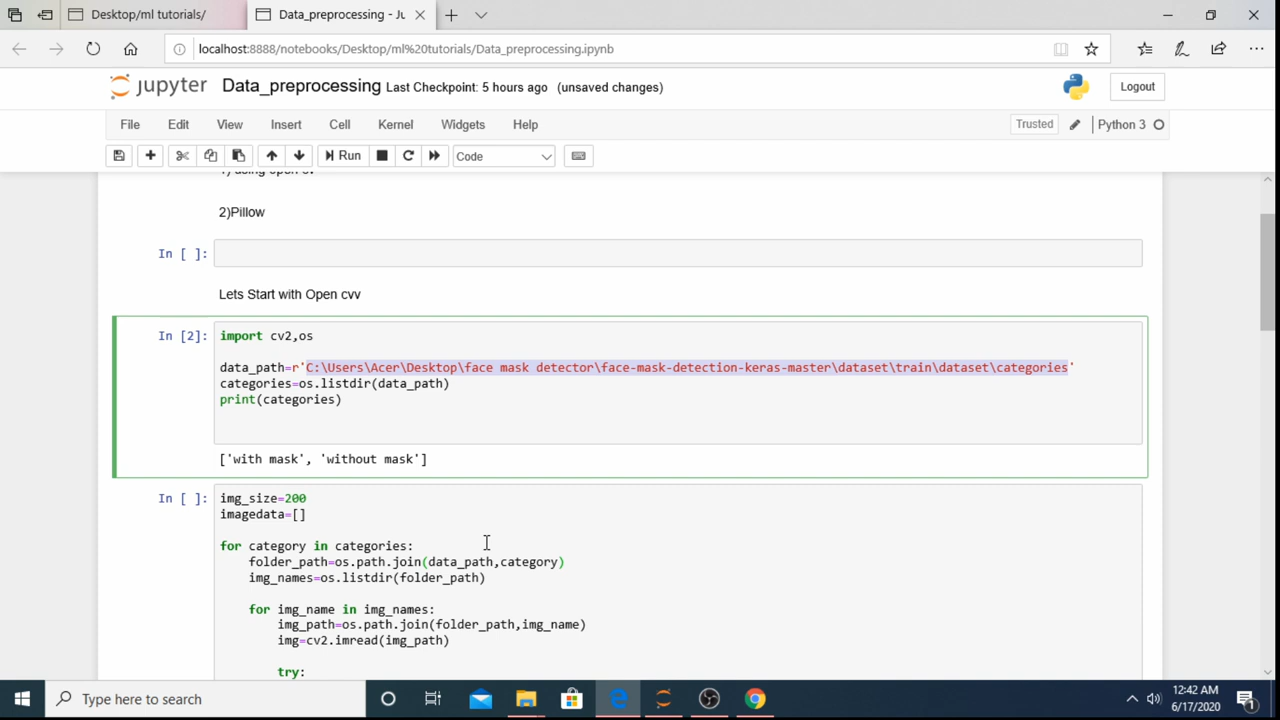 Desktop/ml tutorials/
Data_preprocessing - Ju
localhost:8888/notebooks/Desktop/ml%20tutorials/Data_preprocessing.ipynb
jupyter Data_preprocessing Last Checkpoint: 5 hours ago (unsaved changes)
Logout
File Edit View Insert Cell Kernel Widgets Help
Trusted
Python 3
Run
Code
2)Pillow
In [ ]:
Lets Start with Open cvv
In [2]:
import cv2,os
data_path=r'C:\Users\Acer\Desktop\face mask detector\face-mask-detection-keras-master\dataset\train\dataset\categories'
categories=os.listdir(data_path)
print(categories)
['with mask', 'without mask']
In [ ]:
img_size=200
imagedata=[]
for category in categories:
folder_path=os.path.join(data_path,category)
img_names=os.listdir(folder_path)
for img_name in img_names:
img_path=os.path.join(folder_path,img_name)
img=cv2.imread(img_path)
try:
Type here to search
12:42 AM
6/17/2020
1